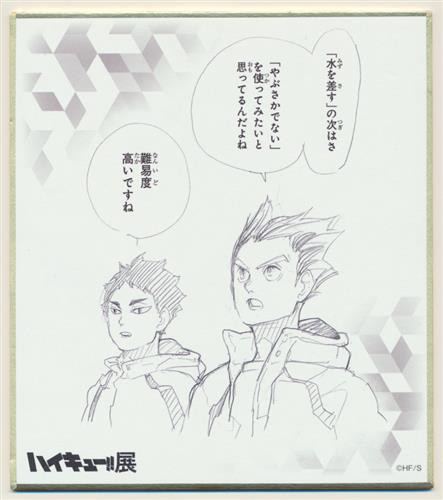 「水を差す」の次はさ
「やぶさかでない」
を使ってみたいと
思ってるんだよね
難易度
高いですね
ハイキュー!!展
©HF/S